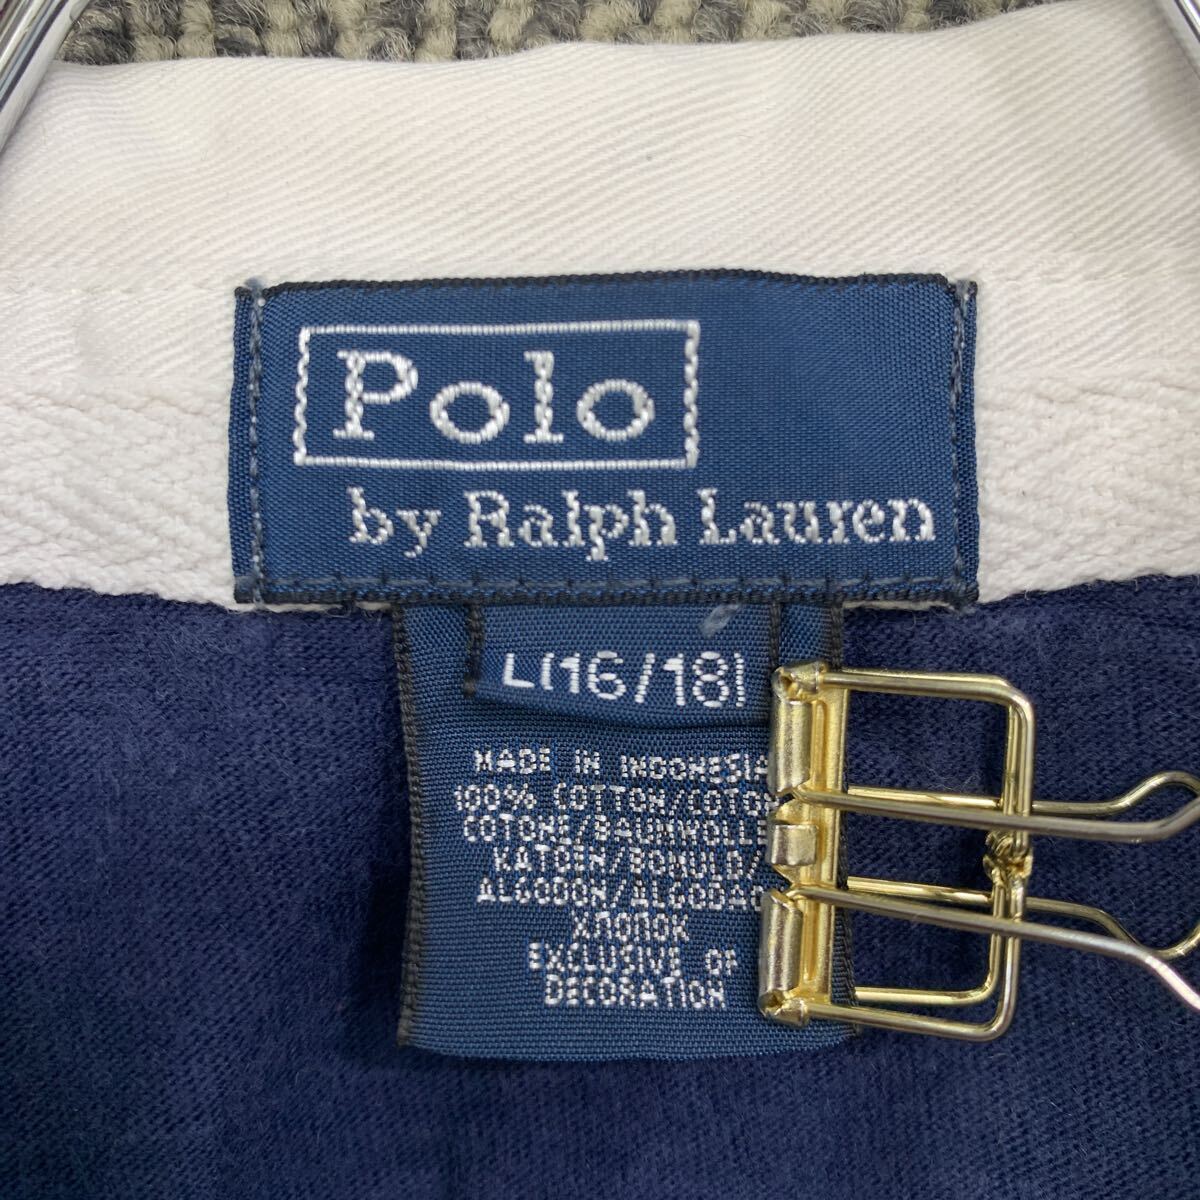 Polo
by Ralph Lauren
L(16/18)
MADE IN INDONESIA
100% COTTON/COTON
COTONE/BAUMWOLLE
KATOEN/BOMULD/
ALGODON/ALGODAO
ХЛОПОК
EXCLUSIVE OF
DECORATION